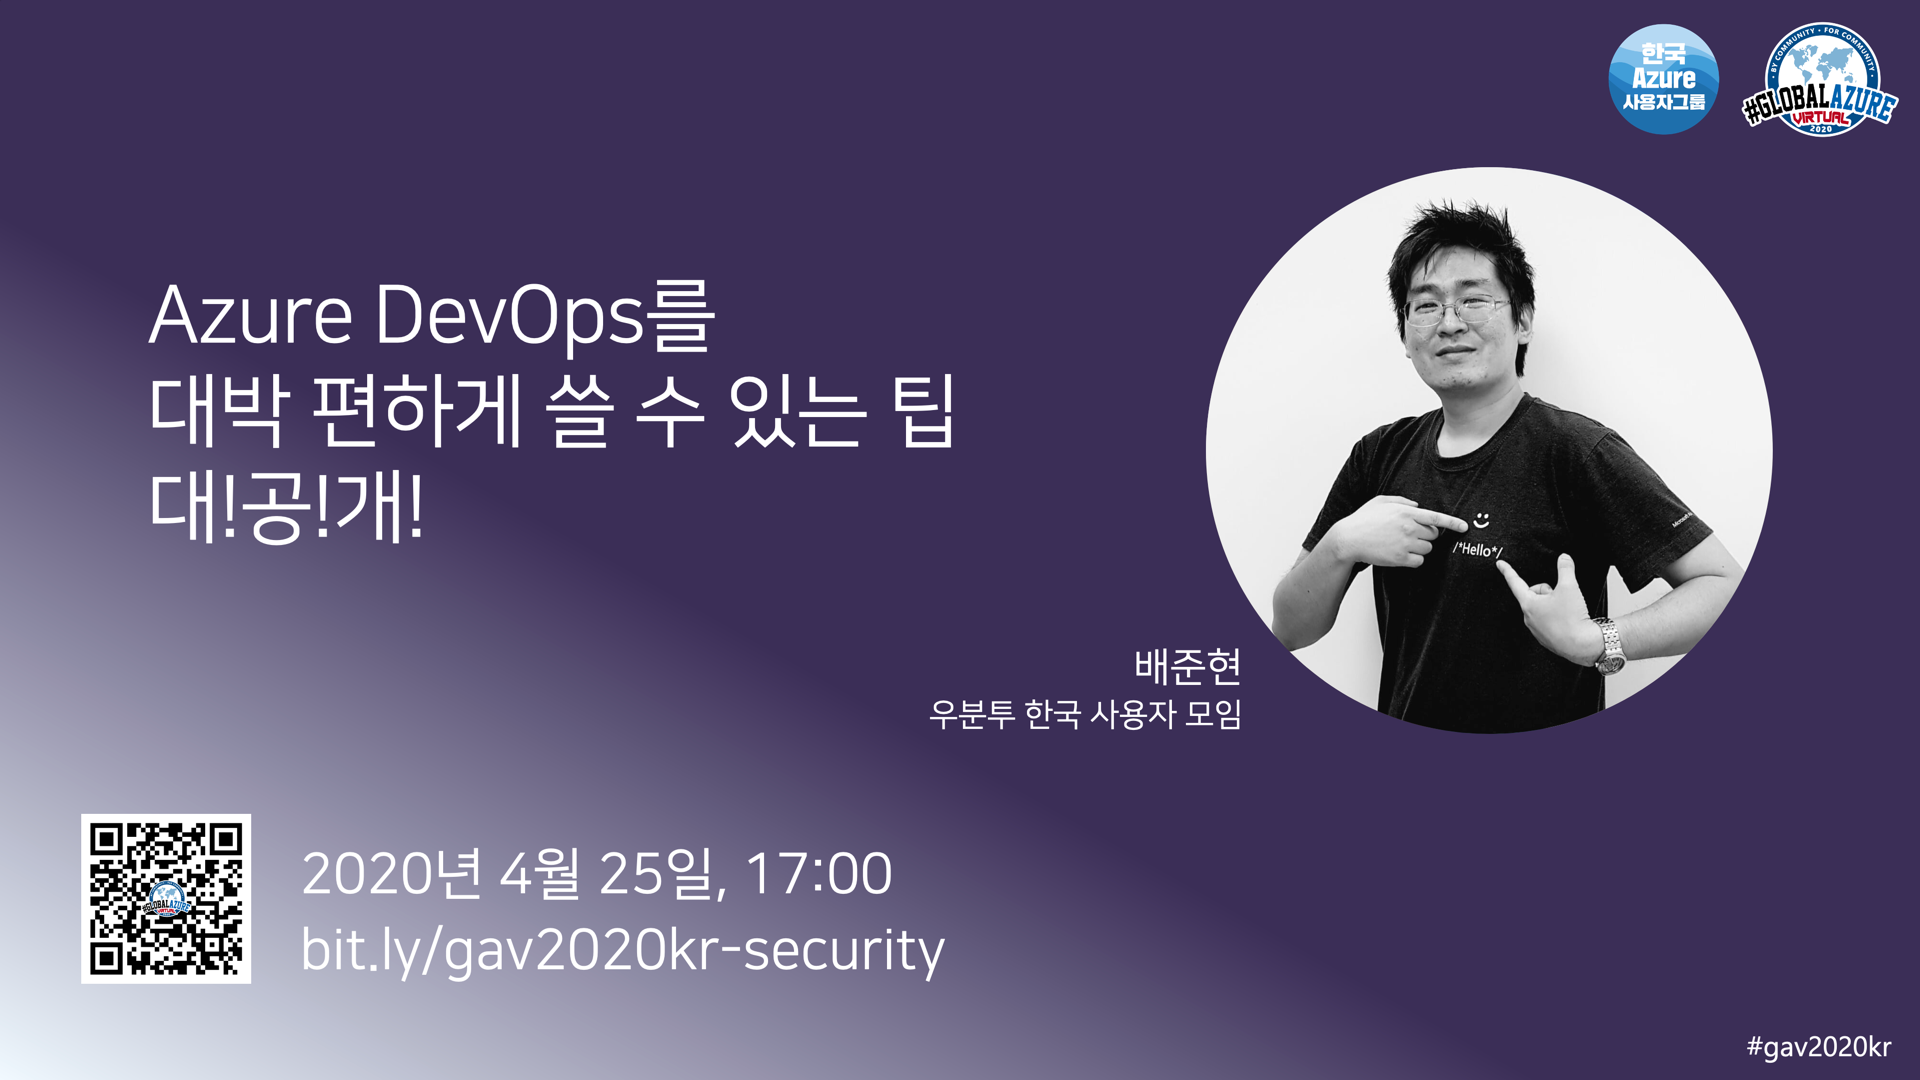 한국
Azure
사용자그룹
• BY COMMUNITY • FOR COMMUNITY •
#GLOBALAZURE
VIRTUAL
2020
Azure DevOps를
대박 편하게 쓸 수 있는 팁
대!공!개!
/*Hello*/
배준현
우분투 한국 사용자 모임
#GLOBALAZURE
VIRTUAL
2020년 4월 25일, 17:00
bit.ly/gav2020kr-security
#gav2020kr